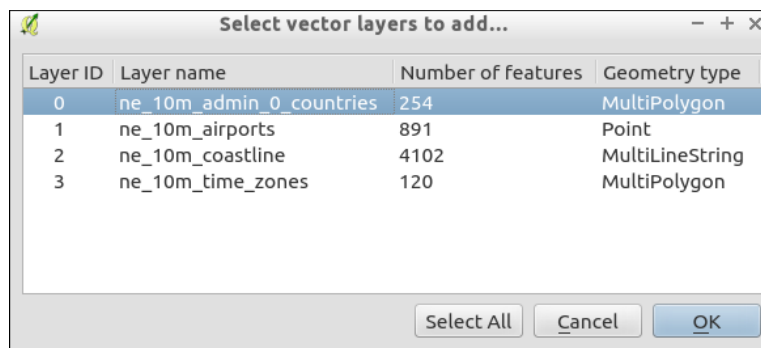 Select vector layers to add...
Layer ID Layer name Number of features Geometry type
0 ne_10m_admin_0_countries 254 MultiPolygon
1 ne_10m_airports 891 Point
2 ne_10m_coastline 4102 MultiLineString
3 ne_10m_time_zones 120 MultiPolygon
Select All Cancel OK